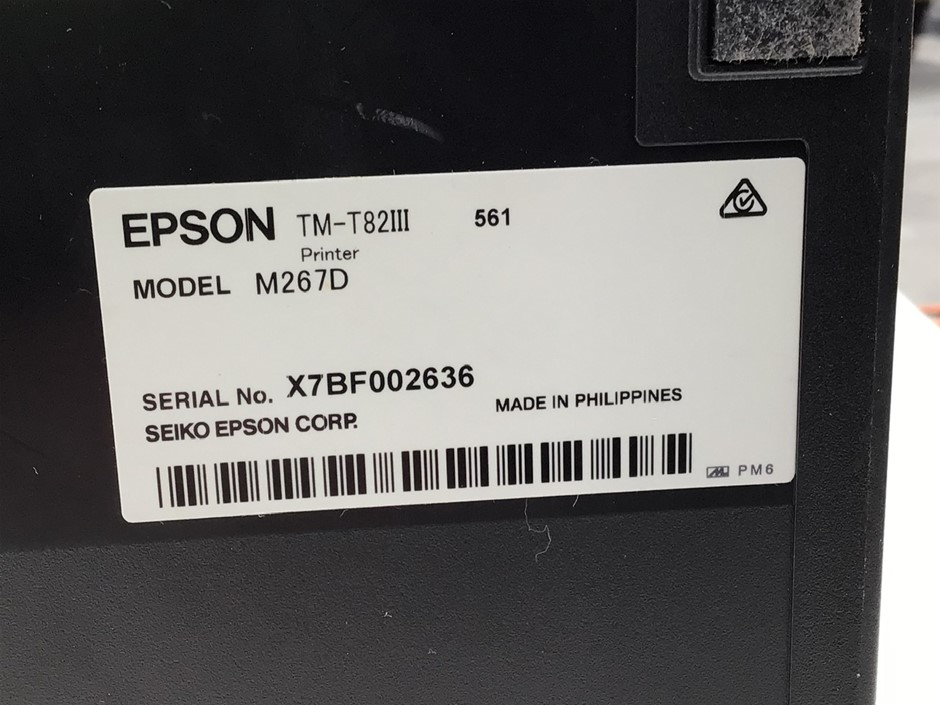 EPSON TM-T82III 561
Printer
MODEL M267D
SERIAL No. X7BF002636
SEIKO EPSON CORP. MADE IN PHILIPPINES
PM6